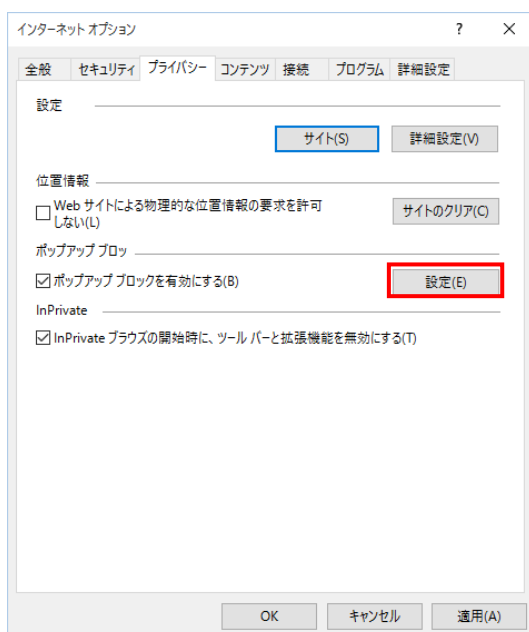 インターネット オプション ? ×
全般 セキュリティ プライバシー コンテンツ 接続 プログラム 詳細設定
設定
サイト(S) 詳細設定(V)
位置情報
Web サイトによる物理的な位置情報の要求を許可
しない(L)
サイトのクリア(C)
ポップアップ ブロッ
ポップアップ ブロックを有効にする(B) 設定(E)
InPrivate
InPrivate ブラウズの開始時に、ツール バーと拡張機能を無効にする(T)
OK キャンセル 適用(A)